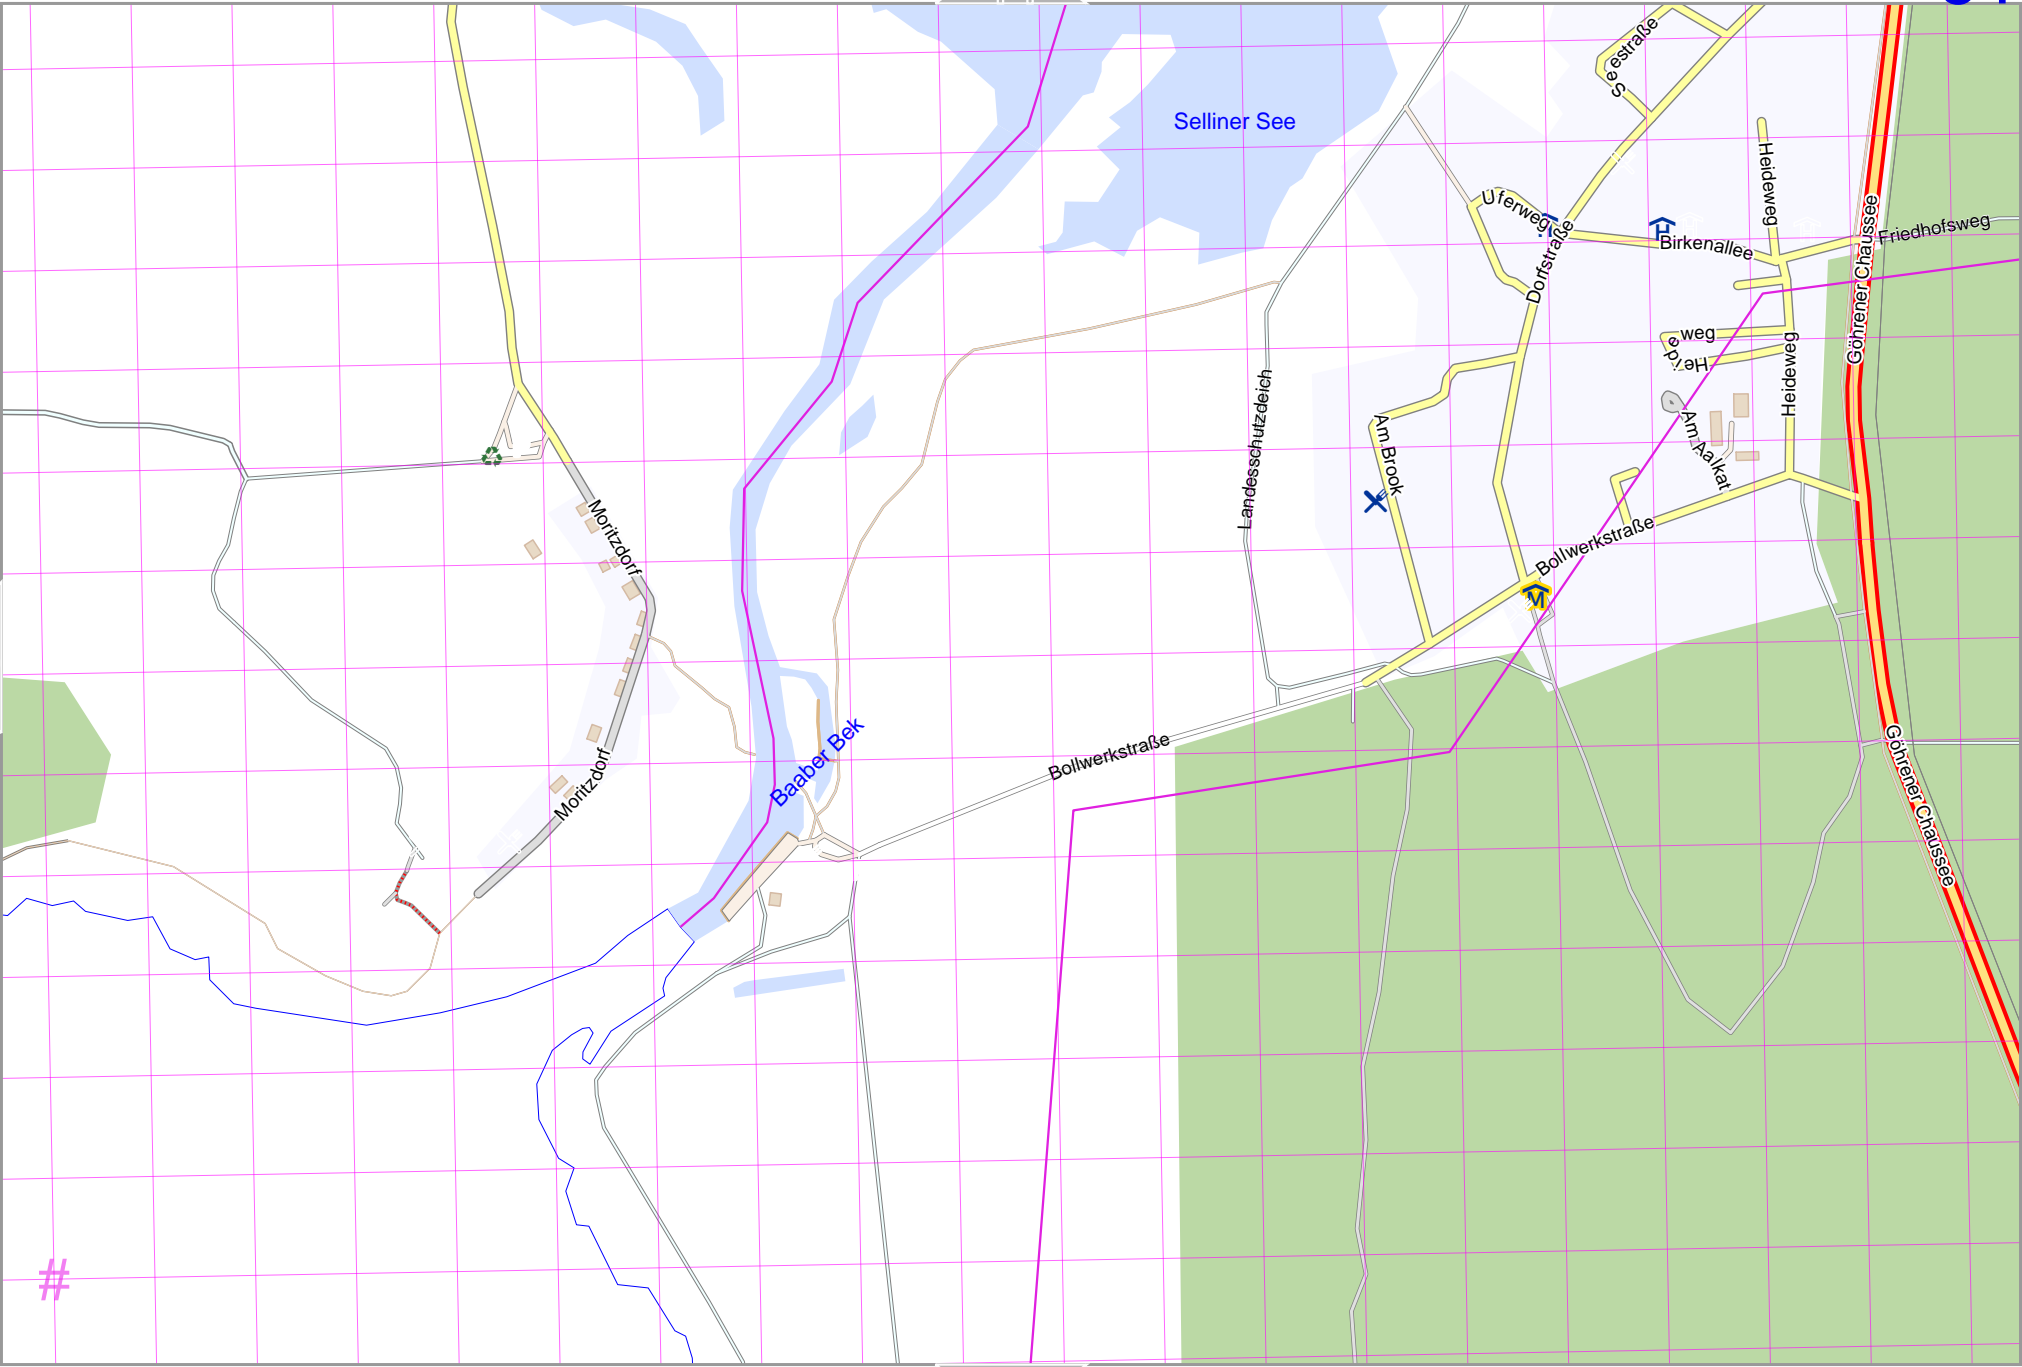 Seestraße
Selliner See
Heideweg
Uferweg
H
H
Birkenallee
Friedhofsweg
Dorfstraße
Göhrener Chaussee
Heydeweg
Heideweg
Landesschutzdeich
Am Brook
Am Aalkat
Moritzdorf
Bollwerkstraße
M
Baaber Bek
Bollwerkstraße
Moritzdorf
Göhrener Chaussee
#